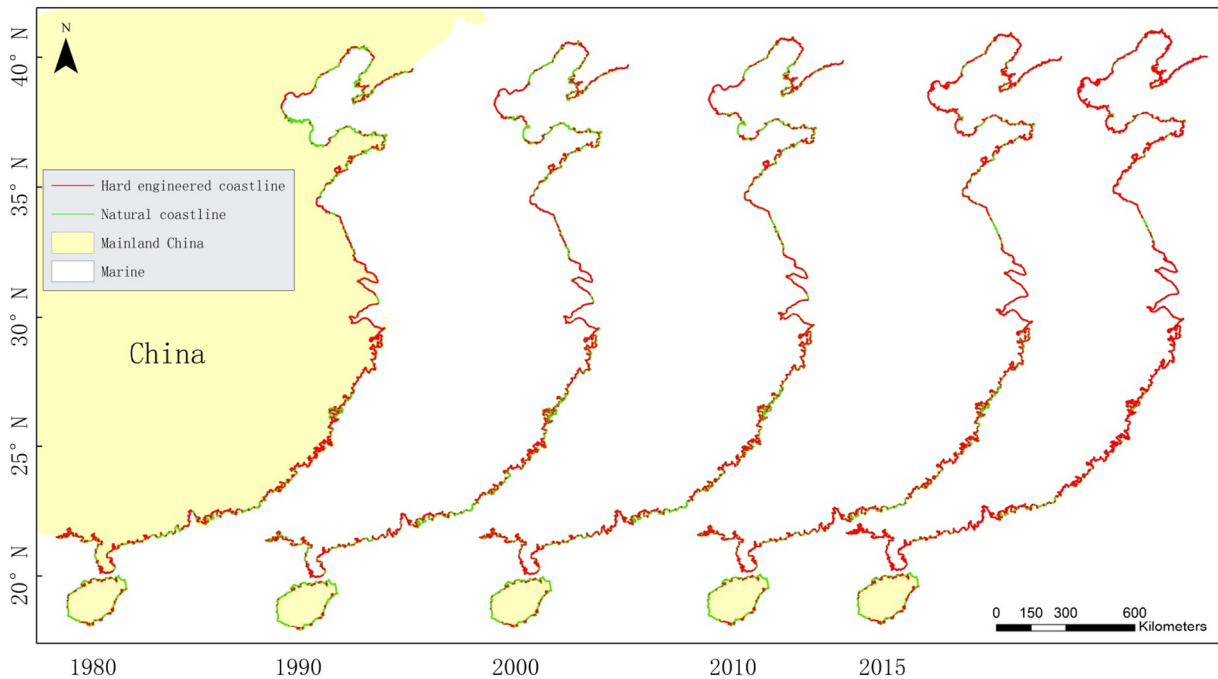 N
40° N
35° N
30° N
25° N
20° N
Hard engineered coastline
Natural coastline
Mainland China
Marine
China
0 150 300 600
Kilometers
1980 1990 2000 2010 2015